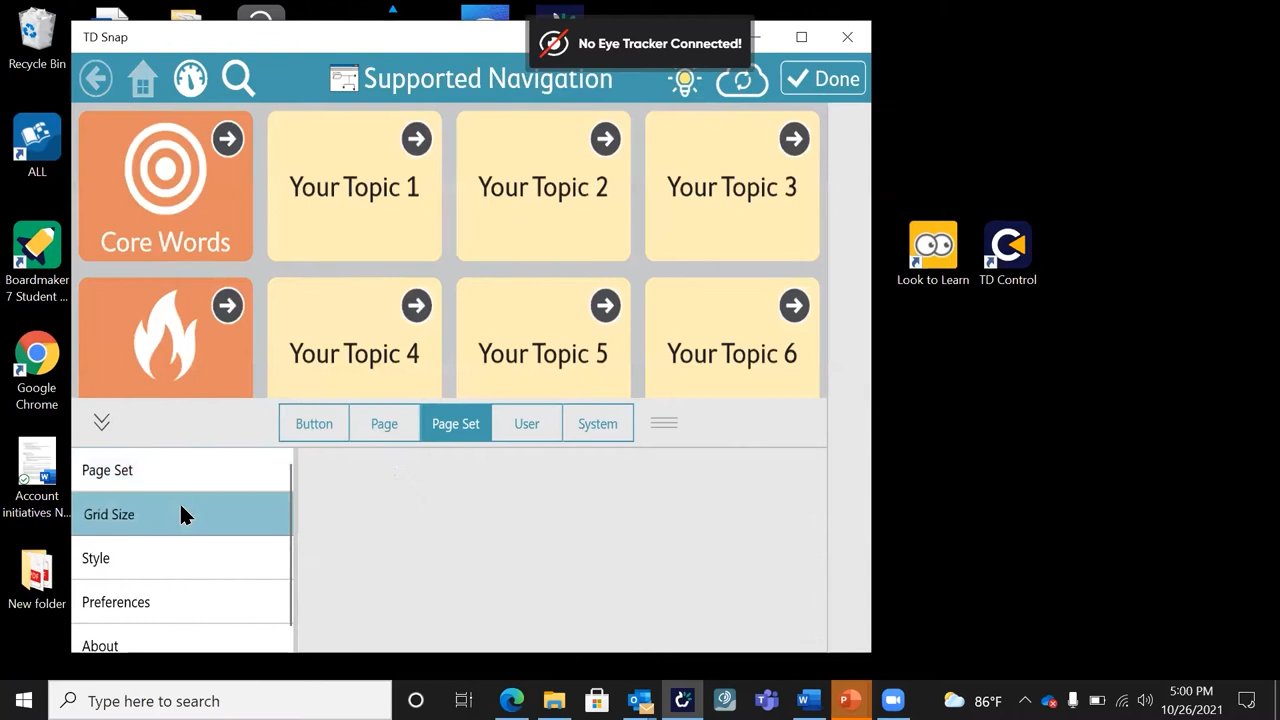 TD Snap
No Eye Tracker Connected!
Supported Navigation
Done
Recycle Bin
ALL
Boardmaker
7 Student ...
Google
Chrome
Account
initiatives N...
New folder
Core Words
Your Topic 1
Your Topic 2
Your Topic 3
Your Topic 4
Your Topic 5
Your Topic 6
Look to Learn
TD Control
Button
Page
Page Set
User
System
Page Set
Grid Size
Style
Preferences
About
Type here to search
86°F
5:00 PM
10/26/2021